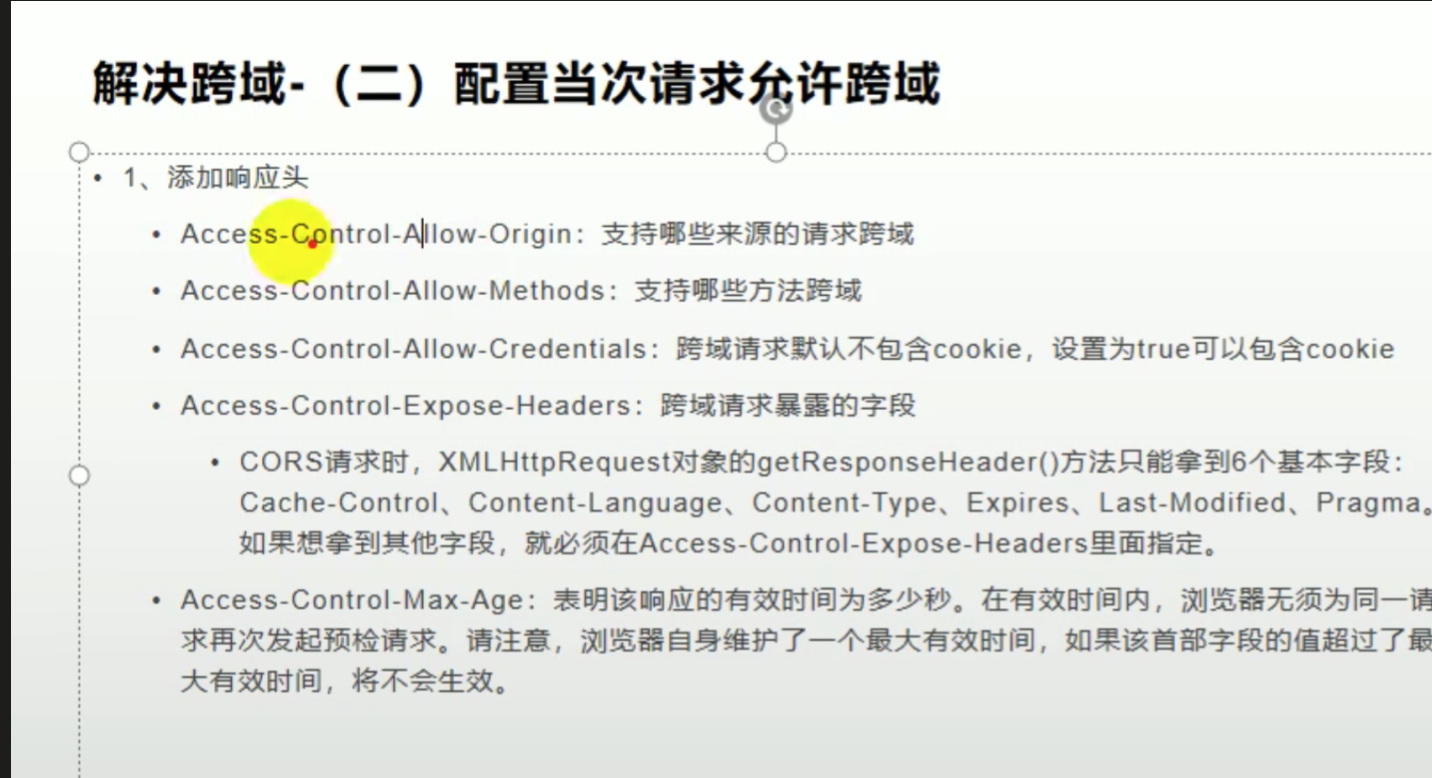 解决跨域-（二）配置当次请求允许跨域
• 1、添加响应头
• Access-Control-Allow-Origin：支持哪些来源的请求跨域
• Access-Control-Allow-Methods：支持哪些方法跨域
• Access-Control-Allow-Credentials：跨域请求默认不包含cookie，设置为true可以包含cookie
• Access-Control-Expose-Headers：跨域请求暴露的字段
• CORS请求时，XMLHttpRequest对象的getResponseHeader()方法只能拿到6个基本字段：
Cache-Control、Content-Language、Content-Type、Expires、Last-Modified、Pragma。
如果想拿到其他字段，就必须在Access-Control-Expose-Headers里面指定。
• Access-Control-Max-Age：表明该响应的有效时间为多少秒。在有效时间内，浏览器无须为同一请
求再次发起预检请求。请注意，浏览器自身维护了一个最大有效时间，如果该首部字段的值超过了最
大有效时间，将不会生效。